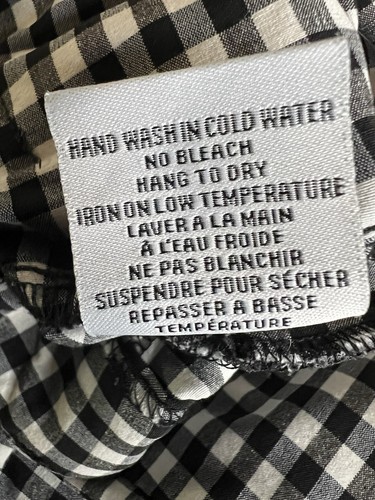 HAND WASH IN COLD WATER
NO BLEACH
HANG TO DRY
IRON ON LOW TEMPERATURE
LAVER A LA MAIN
À L'EAU FROIDE
NE PAS BLANCHIR
SUSPENDRE POUR SÉCHER
REPASSER A BASSE
TEMPÉRATURE